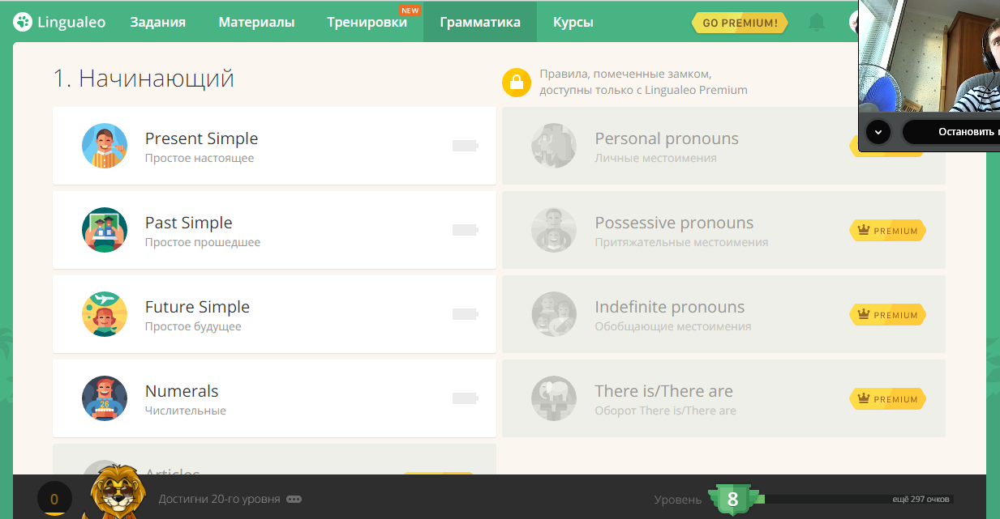 Lingualeo Задания Материалы Тренировки NEW Грамматика Курсы GO PREMIUM!
1. Начинающий
Правила, помеченные замком,
доступны только с Lingualeo Premium
Остановить
Present Simple
Простое настоящее
Personal pronouns
Личные местоимения
Past Simple
Простое прошедшее
Possessive pronouns
Притяжательные местоимения
PREMIUM
Future Simple
Простое будущее
Indefinite pronouns
Обобщающие местоимения
PREMIUM
Numerals
26
Числительные
There is/There are
Оборот There is/There are
PREMIUM
Articles
0
Достигни 20-го уровня
Уровень 8 ещё 297 очков